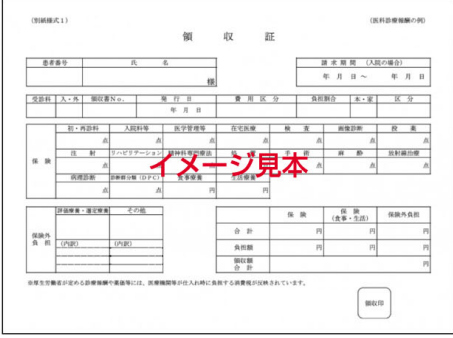 (別紙様式1) (医科診療報酬の例)
領 収 証
患者番号 氏 名 請 求 期 間 (入院の場合)
様 年 月 日 ~ 年 月 日
受診科 入・外 領収書No. 発 行 日 費 用 区 分 負担割合 本・家 区 分
年 月 日
初・再診料 入院料等 医学管理等 在宅医療 検 査 画像診断 投 薬
点 点 点 点 点 点 点
保 険 注 射 リハビリテーション 精神科専門療法 処 置 手 術 麻 酔 放射線治療
点 点 点 点 点 点 点
イメージ見本
病理診断 診断群分類(DPC) 食事療養 生活療養
点 点 円 円
評価療養・選定療養 その他
保険外負担
(内訳) (内訳)
保 険 保 険(食事・生活) 保険外負担
合 計 円 円 円
負担額 円 円 円
領収額合 計 円
※厚生労働省が定める診療報酬や薬価等には、医療機関等が仕入れ時に負担する消費税が反映されています。
領収印